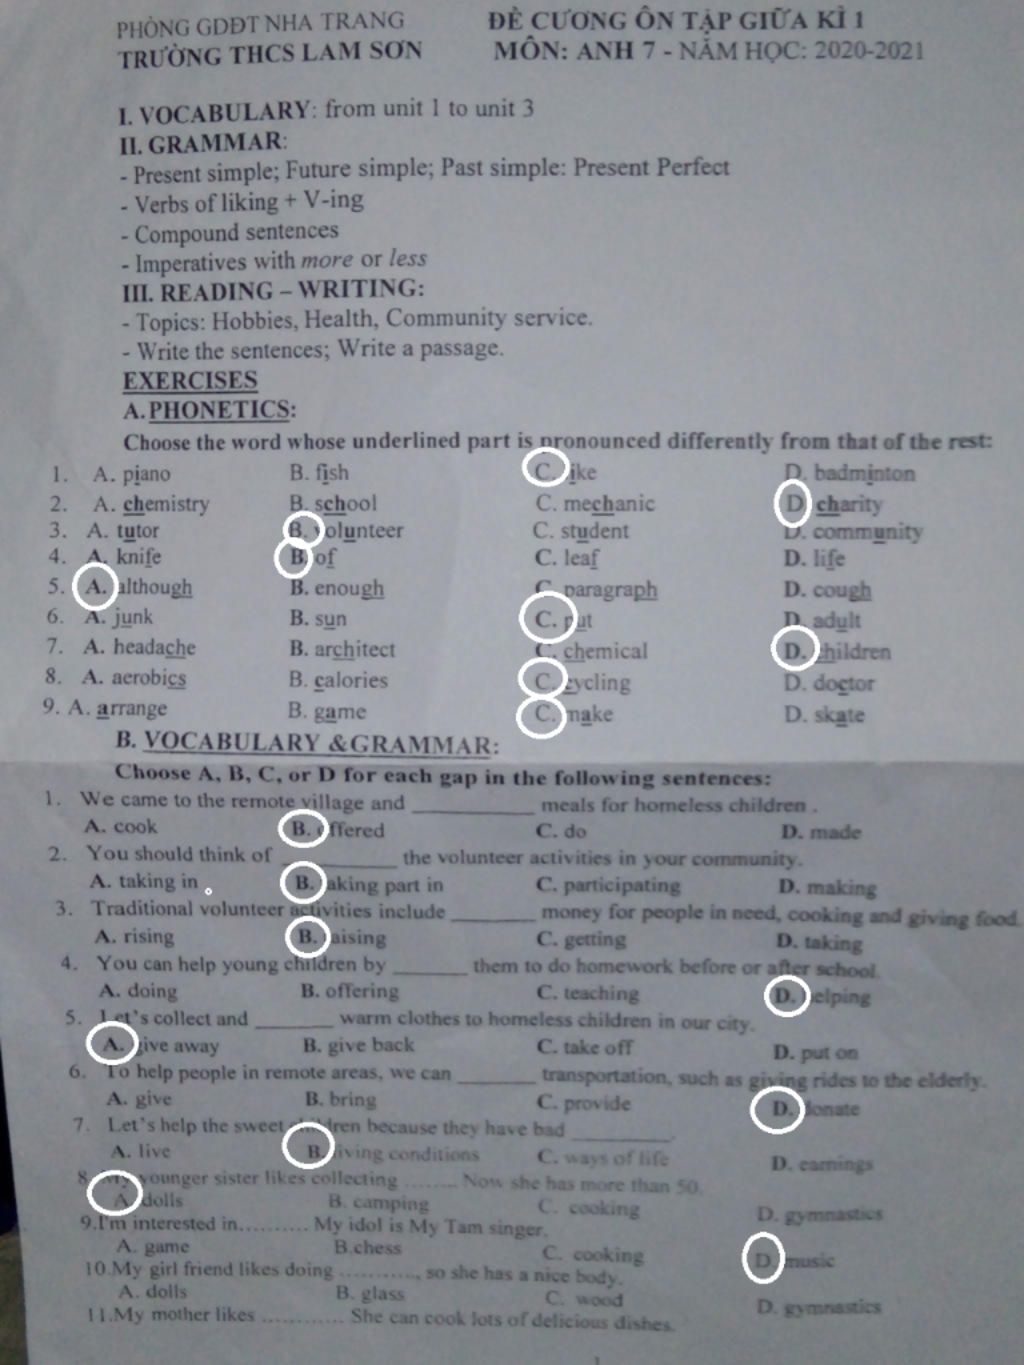 PHÒNG GDĐT NHA TRANG ĐỀ CƯƠNG ÔN TẬP GIỮA KÌ 1
TRƯỜNG THCS LAM SƠN MÔN: ANH 7 - NĂM HỌC: 2020-2021
I. VOCABULARY: from unit 1 to unit 3
II. GRAMMAR:
- Present simple; Future simple; Past simple: Present Perfect
- Verbs of liking + V-ing
- Compound sentences
- Imperatives with more or less
III. READING – WRITING:
- Topics: Hobbies, Health, Community service.
- Write the sentences; Write a passage.
EXERCISES
A. PHONETICS:
Choose the word whose underlined part is pronounced differently from that of the rest:
1. A. piano B. fish C. ike D. badminton
2. A. chemistry B. school C. mechanic D. charity
3. A. tutor B. volunteer C. student D. community
4. A. knife B. of C. leaf D. life
5. A. although B. enough C. paragraph D. cough
6. A. junk B. sun C. put D. adult
7. A. headache B. architect C. chemical D. children
8. A. aerobics B. calories C. cycling D. doctor
9. A. arrange B. game C. make D. skate
B. VOCABULARY & GRAMMAR:
Choose A, B, C, or D for each gap in the following sentences:
1. We came to the remote village and ____________ meals for homeless children .
A. cook B. offered C. do D. made
2. You should think of ___________ the volunteer activities in your community.
A. taking in B. taking part in C. participating D. making
3. Traditional volunteer activities include ________ money for people in need, cooking and giving food.
A. rising B. raising C. getting D. taking
4. You can help young children by _______ them to do homework before or after school.
A. doing B. offering C. teaching D. helping
5. Let's collect and ________ warm clothes to homeless children in our city.
A. give away B. give back C. take off D. put on
6. To help people in remote areas, we can ________ transportation, such as giving rides to the elderly.
A. give B. bring C. provide D. donate
7. Let's help the sweet children because they have bad __________.
A. live B. living conditions C. ways of life D. earnings
8. My younger sister likes collecting ........ Now she has more than 50.
A. dolls B. camping C. cooking D. gymnastics
9.I'm interested in.......... My idol is My Tam singer.
A. game B.chess C. cooking D. music
10.My girl friend likes doing ..........., so she has a nice body.
A. dolls B. glass C. wood D. gymnastics
11.My mother likes ............ She can cook lots of delicious dishes.
1